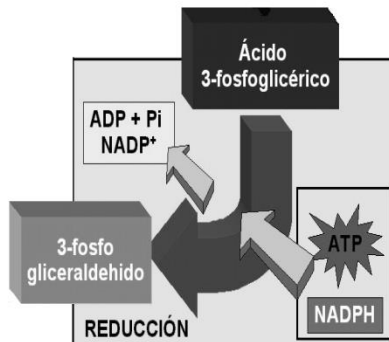 Ácido
3-fosfoglicérico
ADP + Pi
NADP+
3-fosfo
gliceraldehido
ATP
NADPH
REDUCCIÓN